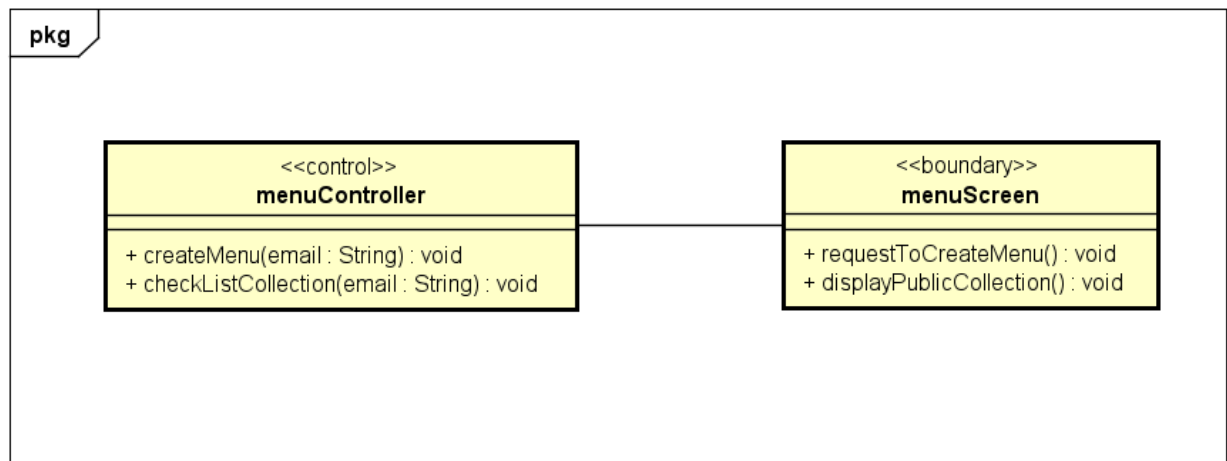 pkg
<<control>>
menuController
+ createMenu(email : String) : void
+ checkListCollection(email : String) : void
<<boundary>>
menuScreen
+ requestToCreateMenu() : void
+ displayPublicCollection() : void